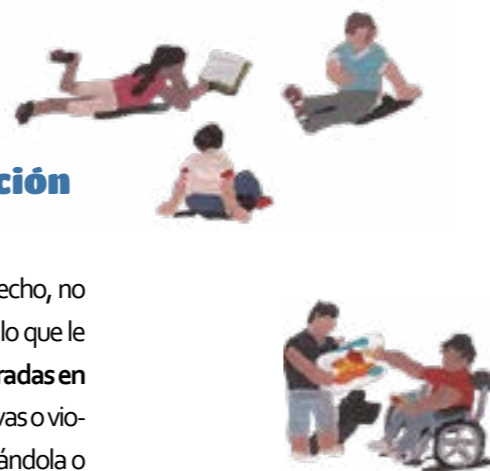 ción
echo, no
lo que le
radas en
vas o vio-
ándola o